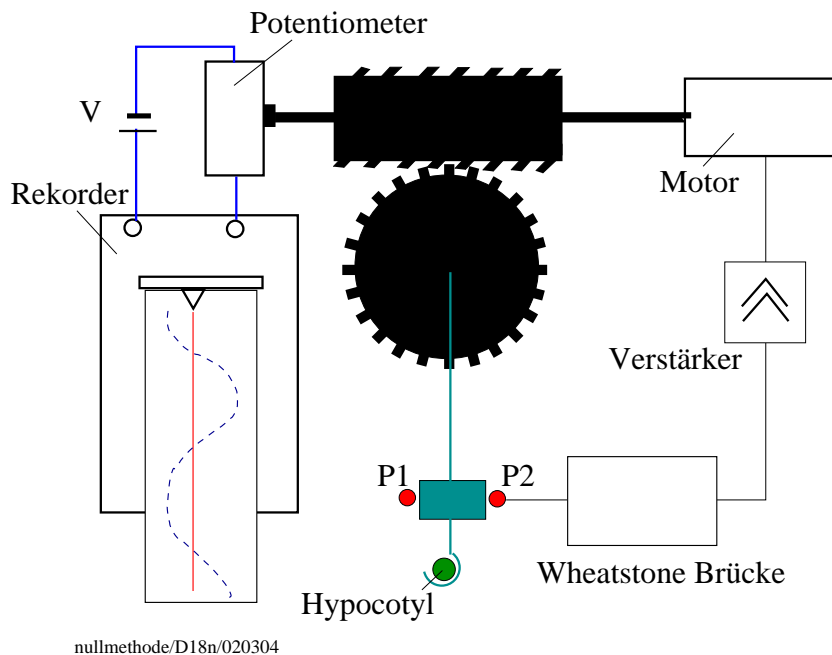 Potentiometer
V
Rekorder
Motor
Verstärker
P1
P2
Wheatstone Brücke
Hypocotyl
nullmethode/D18n/020304